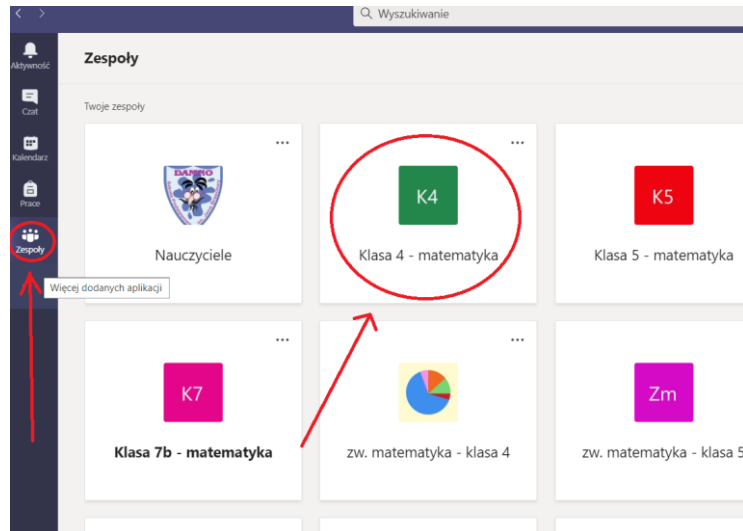 Wyszukiwanie
Aktywność
Czat
Kalendarz
Prace
Zespoły
Więcej dodanych aplikacji
Zespoły
Twoje zespoły
DAMBO
Nauczyciele
K4
Klasa 4 - matematyka
K5
Klasa 5 - matematyka
K7
Klasa 7b - matematyka
zw. matematyka - klasa 4
Zm
zw. matematyka - klasa 5